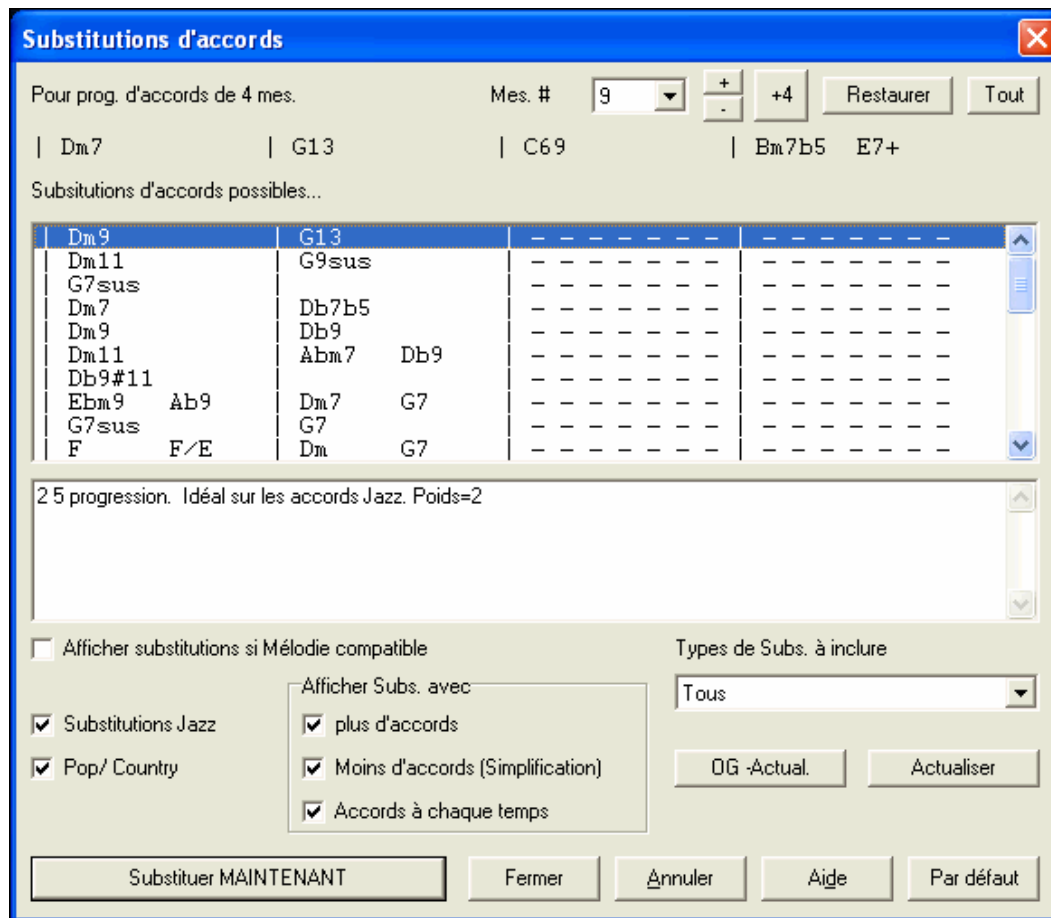 Substitutions d'accords
Pour prog. d'accords de 4 mes. Mes. # 9 + - +4 Restaurer Tout
| Dm7 | G13 | C69 | Bm7b5 E7+
Subsitutions d'accords possibles...
| Dm9 | G13 | - - - - - - - | - - - - - - -
| Dm11 | G9sus | - - - - - - - | - - - - - - -
| G7sus | | - - - - - - - | - - - - - - -
| Dm7 | Db7b5 | - - - - - - - | - - - - - - -
| Dm9 | Db9 | - - - - - - - | - - - - - - -
| Dm11 | Abm7 Db9 | - - - - - - - | - - - - - - -
| Db9#11 | | - - - - - - - | - - - - - - -
| Ebm9 Ab9 | Dm7 G7 | - - - - - - - | - - - - - - -
| G7sus | G7 | - - - - - - - | - - - - - - -
| F F/E | Dm G7 | - - - - - - - | - - - - - - -
2 5 progression. Idéal sur les accords Jazz. Poids=2
Afficher substitutions si Mélodie compatible
Types de Subs. à inclure
Tous
Afficher Subs. avec
Substitutions Jazz
plus d'accords
Pop/ Country
Moins d'accords (Simplification)
OG -Actual. Actualiser
Accords à chaque temps
Substituer MAINTENANT Fermer Annuler Aide Par défaut